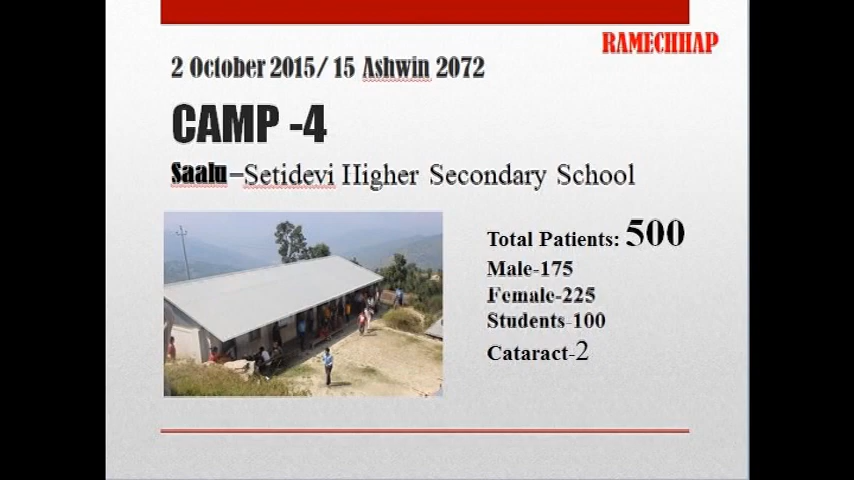 RAMECHHAP
2 October 2015/ 15 Ashwin 2072
CAMP -4
Saalu–Setidevi Higher Secondary School
Total Patients: 500
Male-175
Female-225
Students-100
Cataract-2